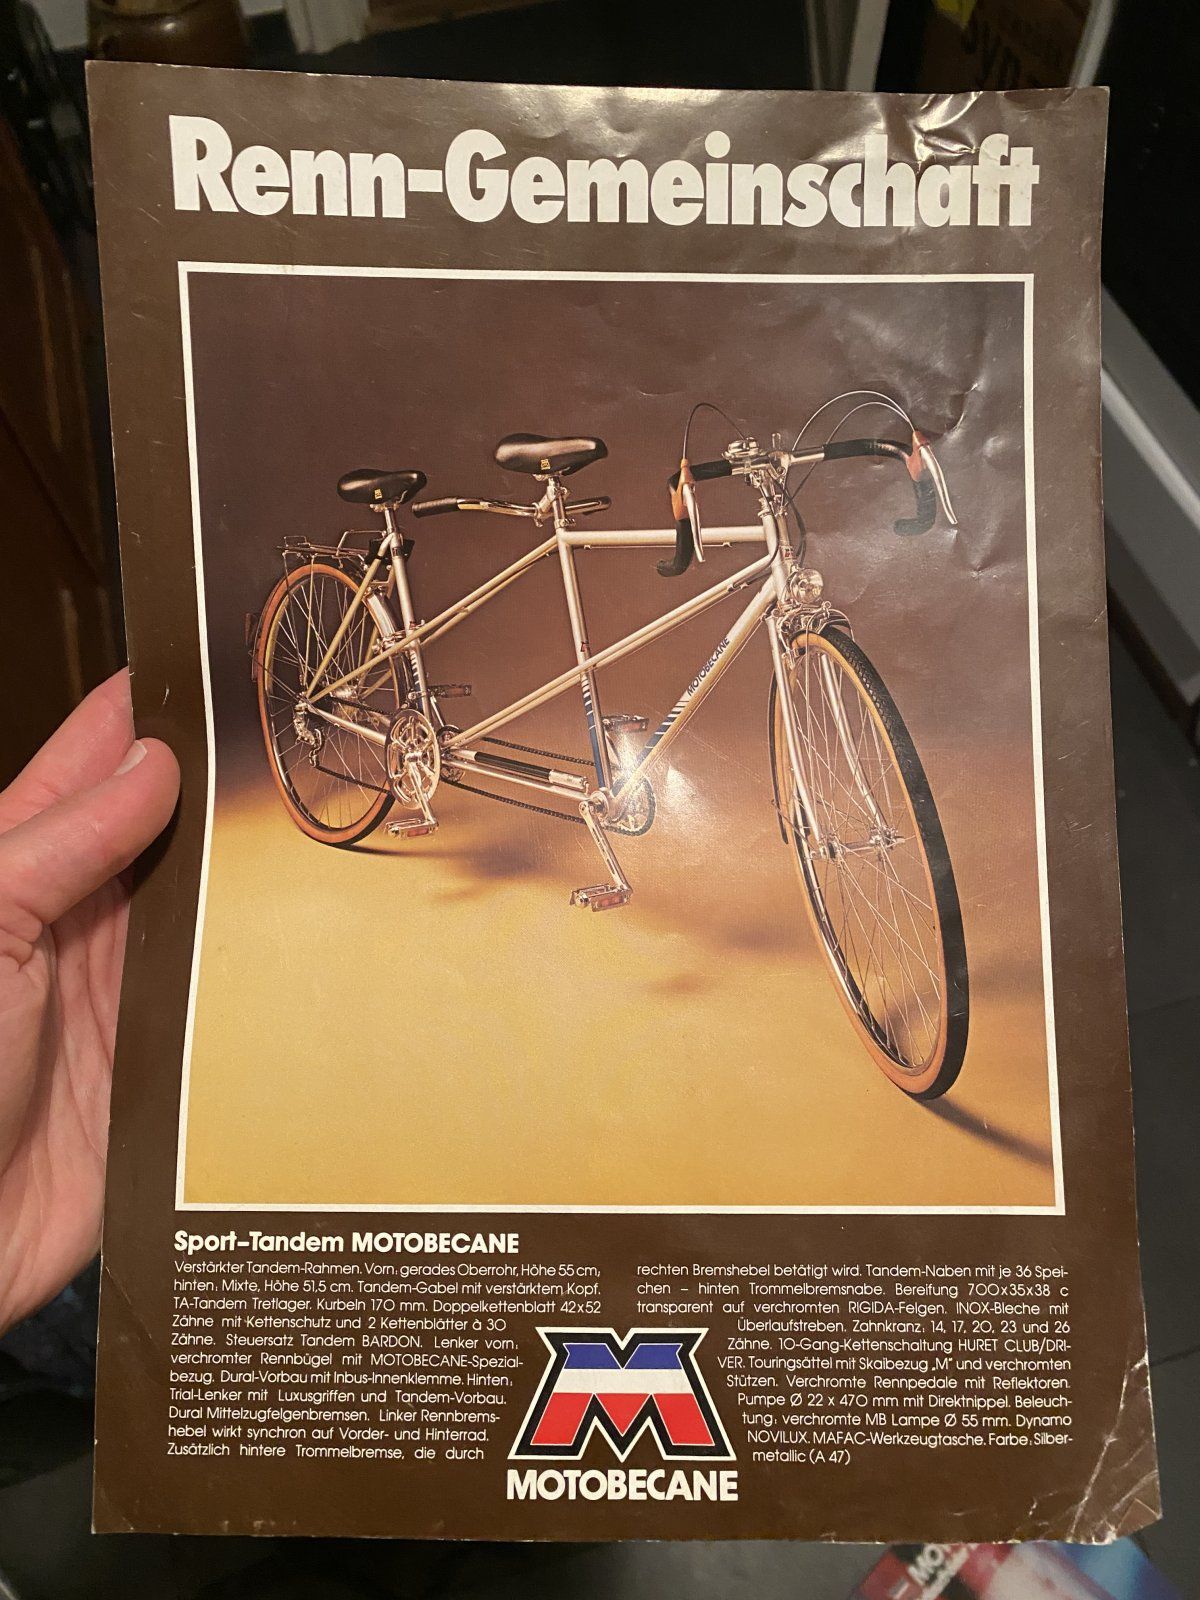 Renn-Gemeinschaft
MOTOBECANE
Sport-Tandem MOTOBECANE
Verstärkter Tandem-Rahmen. Vorn: gerades Oberrohr, Höhe 55 cm,
hinten: Mixte, Höhe 51,5 cm. Tandem-Gabel mit verstärktem Kopf.
TA-Tandem Tretlager. Kurbeln 170 mm. Doppelkettenblatt 42x52
Zähne mit Kettenschutz und 2 Kettenblätter à 30
Zähne. Steuersatz Tandem BARDON. Lenker vorn:
verchromter Rennbügel mit MOTOBECANE-Spezial-
bezug. Dural-Vorbau mit Inbus-Innenklemme. Hinten:
Trial-Lenker mit Luxusgriffen und Tandem-Vorbau.
Dural Mittelzugfelgenbremsen. Linker Rennbrems-
hebel wirkt synchron auf Vorder- und Hinterrad.
Zusätzlich hintere Trommelbremse, die durch
rechten Bremshebel betätigt wird. Tandem-Naben mit je 36 Spei-
chen – hinten Trommelbremsnabe. Bereifung 700x35x38 c
transparent auf verchromten RIGIDA-Felgen. INOX-Bleche mit
Überlaufstreben. Zahnkranz: 14, 17, 20, 23 und 26
Zähne. 10-Gang-Kettenschaltung HURET CLUB/DRI-
VER. Touringsättel mit Skaibezug „M" und verchromten
Stützen. Verchromte Rennpedale mit Reflektoren.
Pumpe Ø 22 x 470 mm mit Direktnippel. Beleuch-
tung: verchromte MB Lampe Ø 55 mm. Dynamo
NOVILUX. MAFAC-Werkzeugtasche. Farbe: Silber-
metallic (A 47)
M
MOTOBECANE